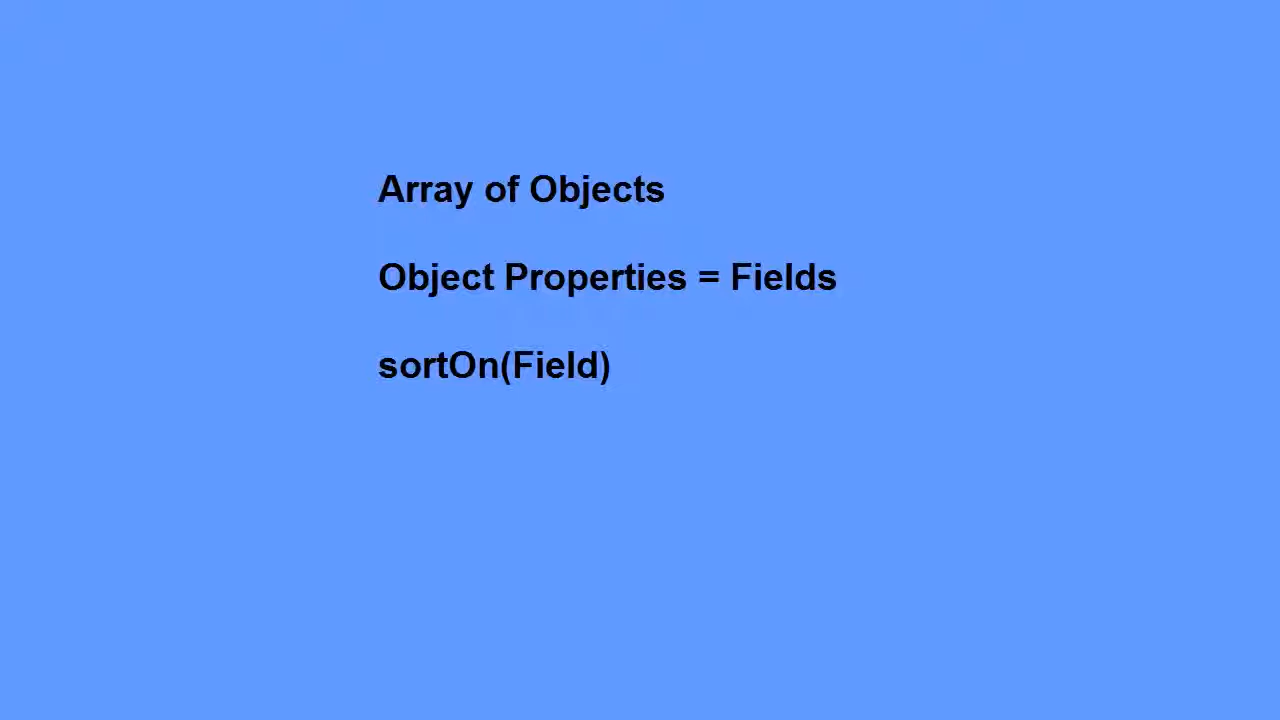 Array of Objects
Object Properties = Fields
sortOn(Field)